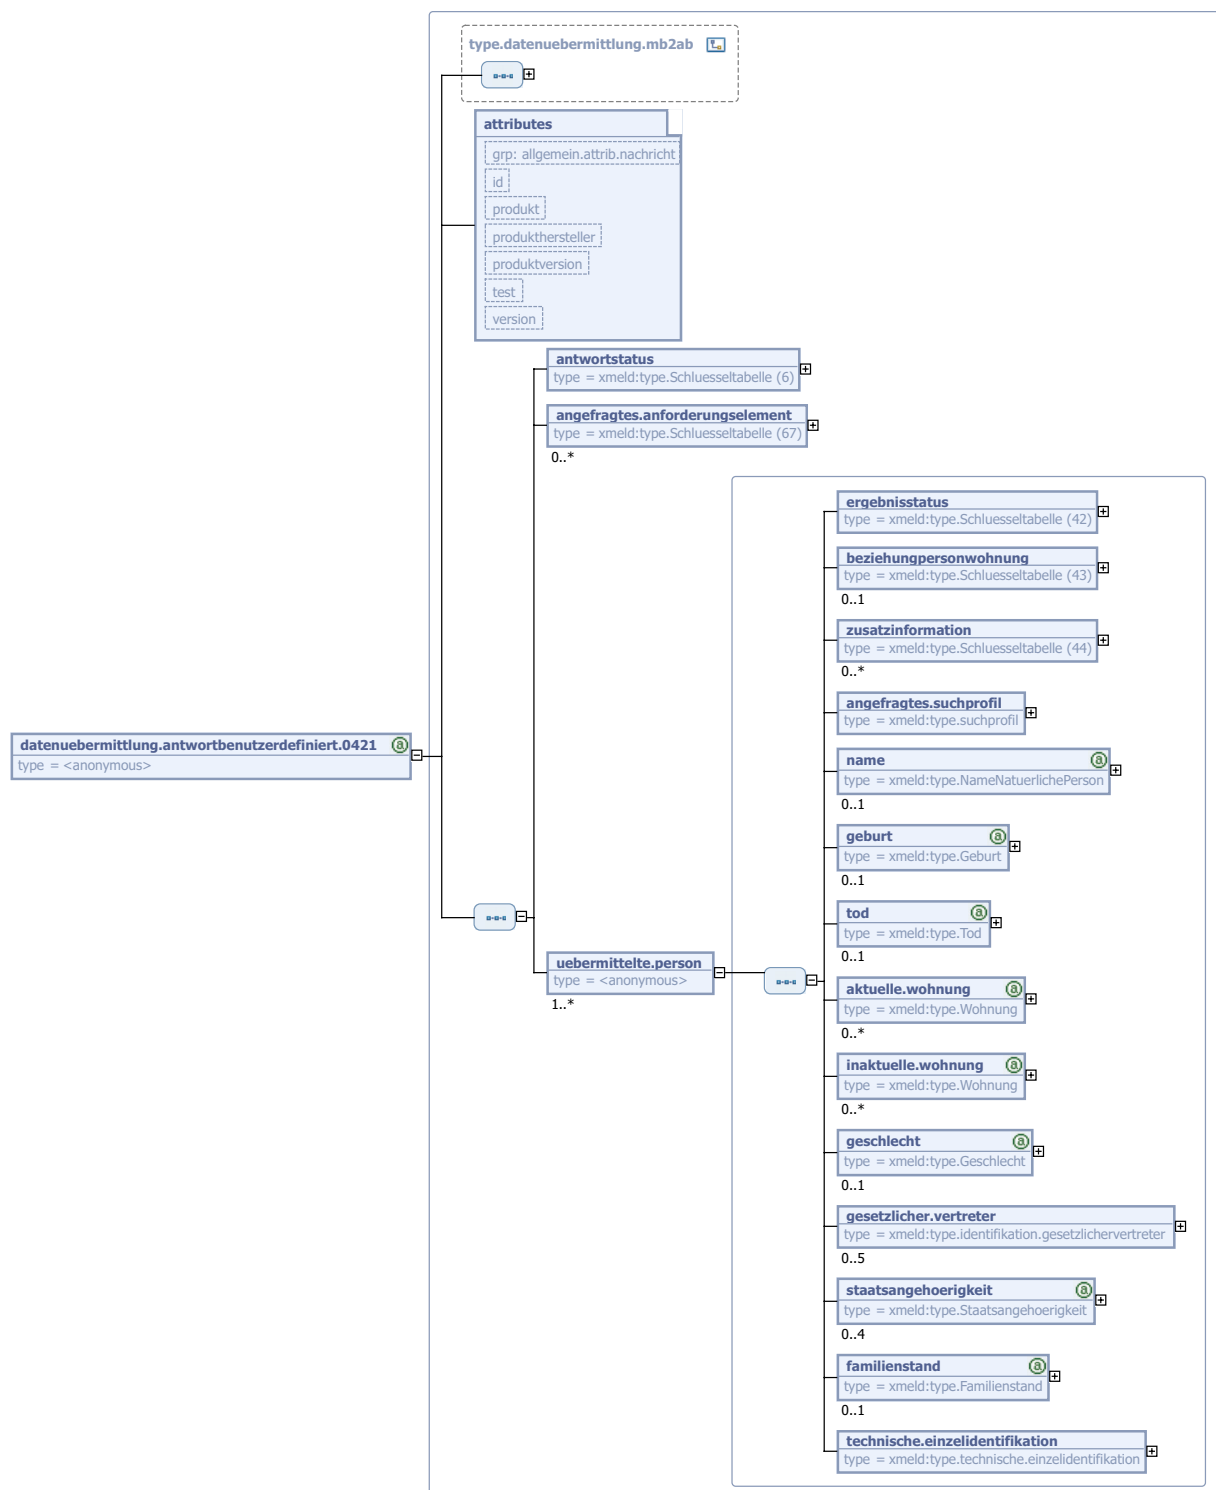 type.datenuebermittlung.mb2ab
attributes
grp: allgemein.attrib.nachricht
id
produkt
produkthersteller
produktversion
test
version
antwortstatus
type = xmeld:type.Schluesseltabelle (6)
angefragtes.anforderungselement
type = xmeld:type.Schluesseltabelle (67)
0..*
datenuebermittlung.antwortbenutzerdefiniert.0421 @
type = <anonymous>
uebermittelte.person
type = <anonymous>
1..*
ergebnisstatus
type = xmeld:type.Schluesseltabelle (42)
beziehungpersonwohnung
type = xmeld:type.Schluesseltabelle (43)
0..1
zusatzinformation
type = xmeld:type.Schluesseltabelle (44)
0..*
angefragtes.suchprofil
type = xmeld:type.suchprofil
name @
type = xmeld:type.NameNatuerlichePerson
0..1
geburt @
type = xmeld:type.Geburt
0..1
tod @
type = xmeld:type.Tod
0..1
aktuelle.wohnung @
type = xmeld:type.Wohnung
0..*
inaktuelle.wohnung @
type = xmeld:type.Wohnung
0..*
geschlecht @
type = xmeld:type.Geschlecht
0..1
gesetzlicher.vertreter
type = xmeld:type.identifikation.gesetzlichervertreter
0..5
staatsangehoerigkeit @
type = xmeld:type.Staatsangehoerigkeit
0..4
familienstand @
type = xmeld:type.Familienstand
0..1
technische.einzelidentifikation
type = xmeld:type.technische.einzelidentifikation